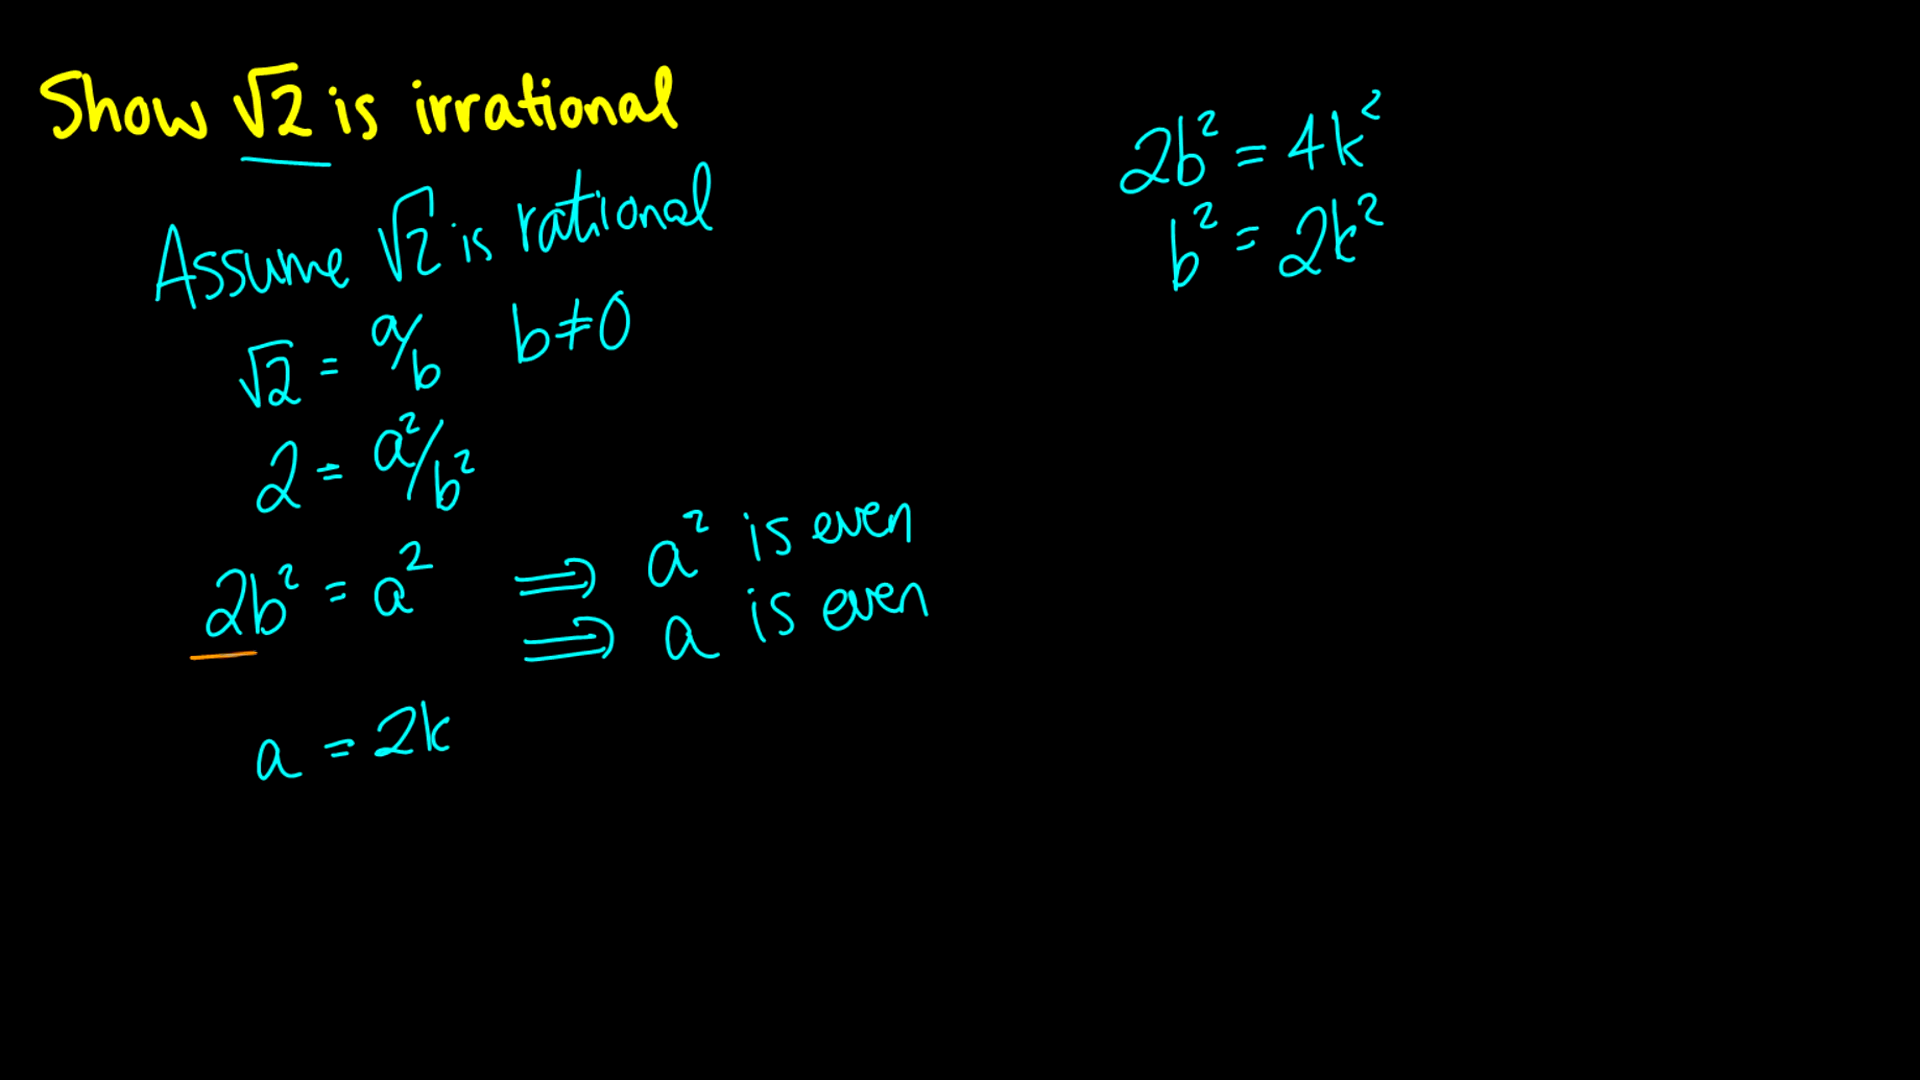 Show √2 is irrational
Assume √2 is rational
√2 = a/b b≠0
2 = a²/b²
2b² = a² ⟹ a² is even
⟹ a is even
a = 2k
2b² = 4k²
b² = 2k²